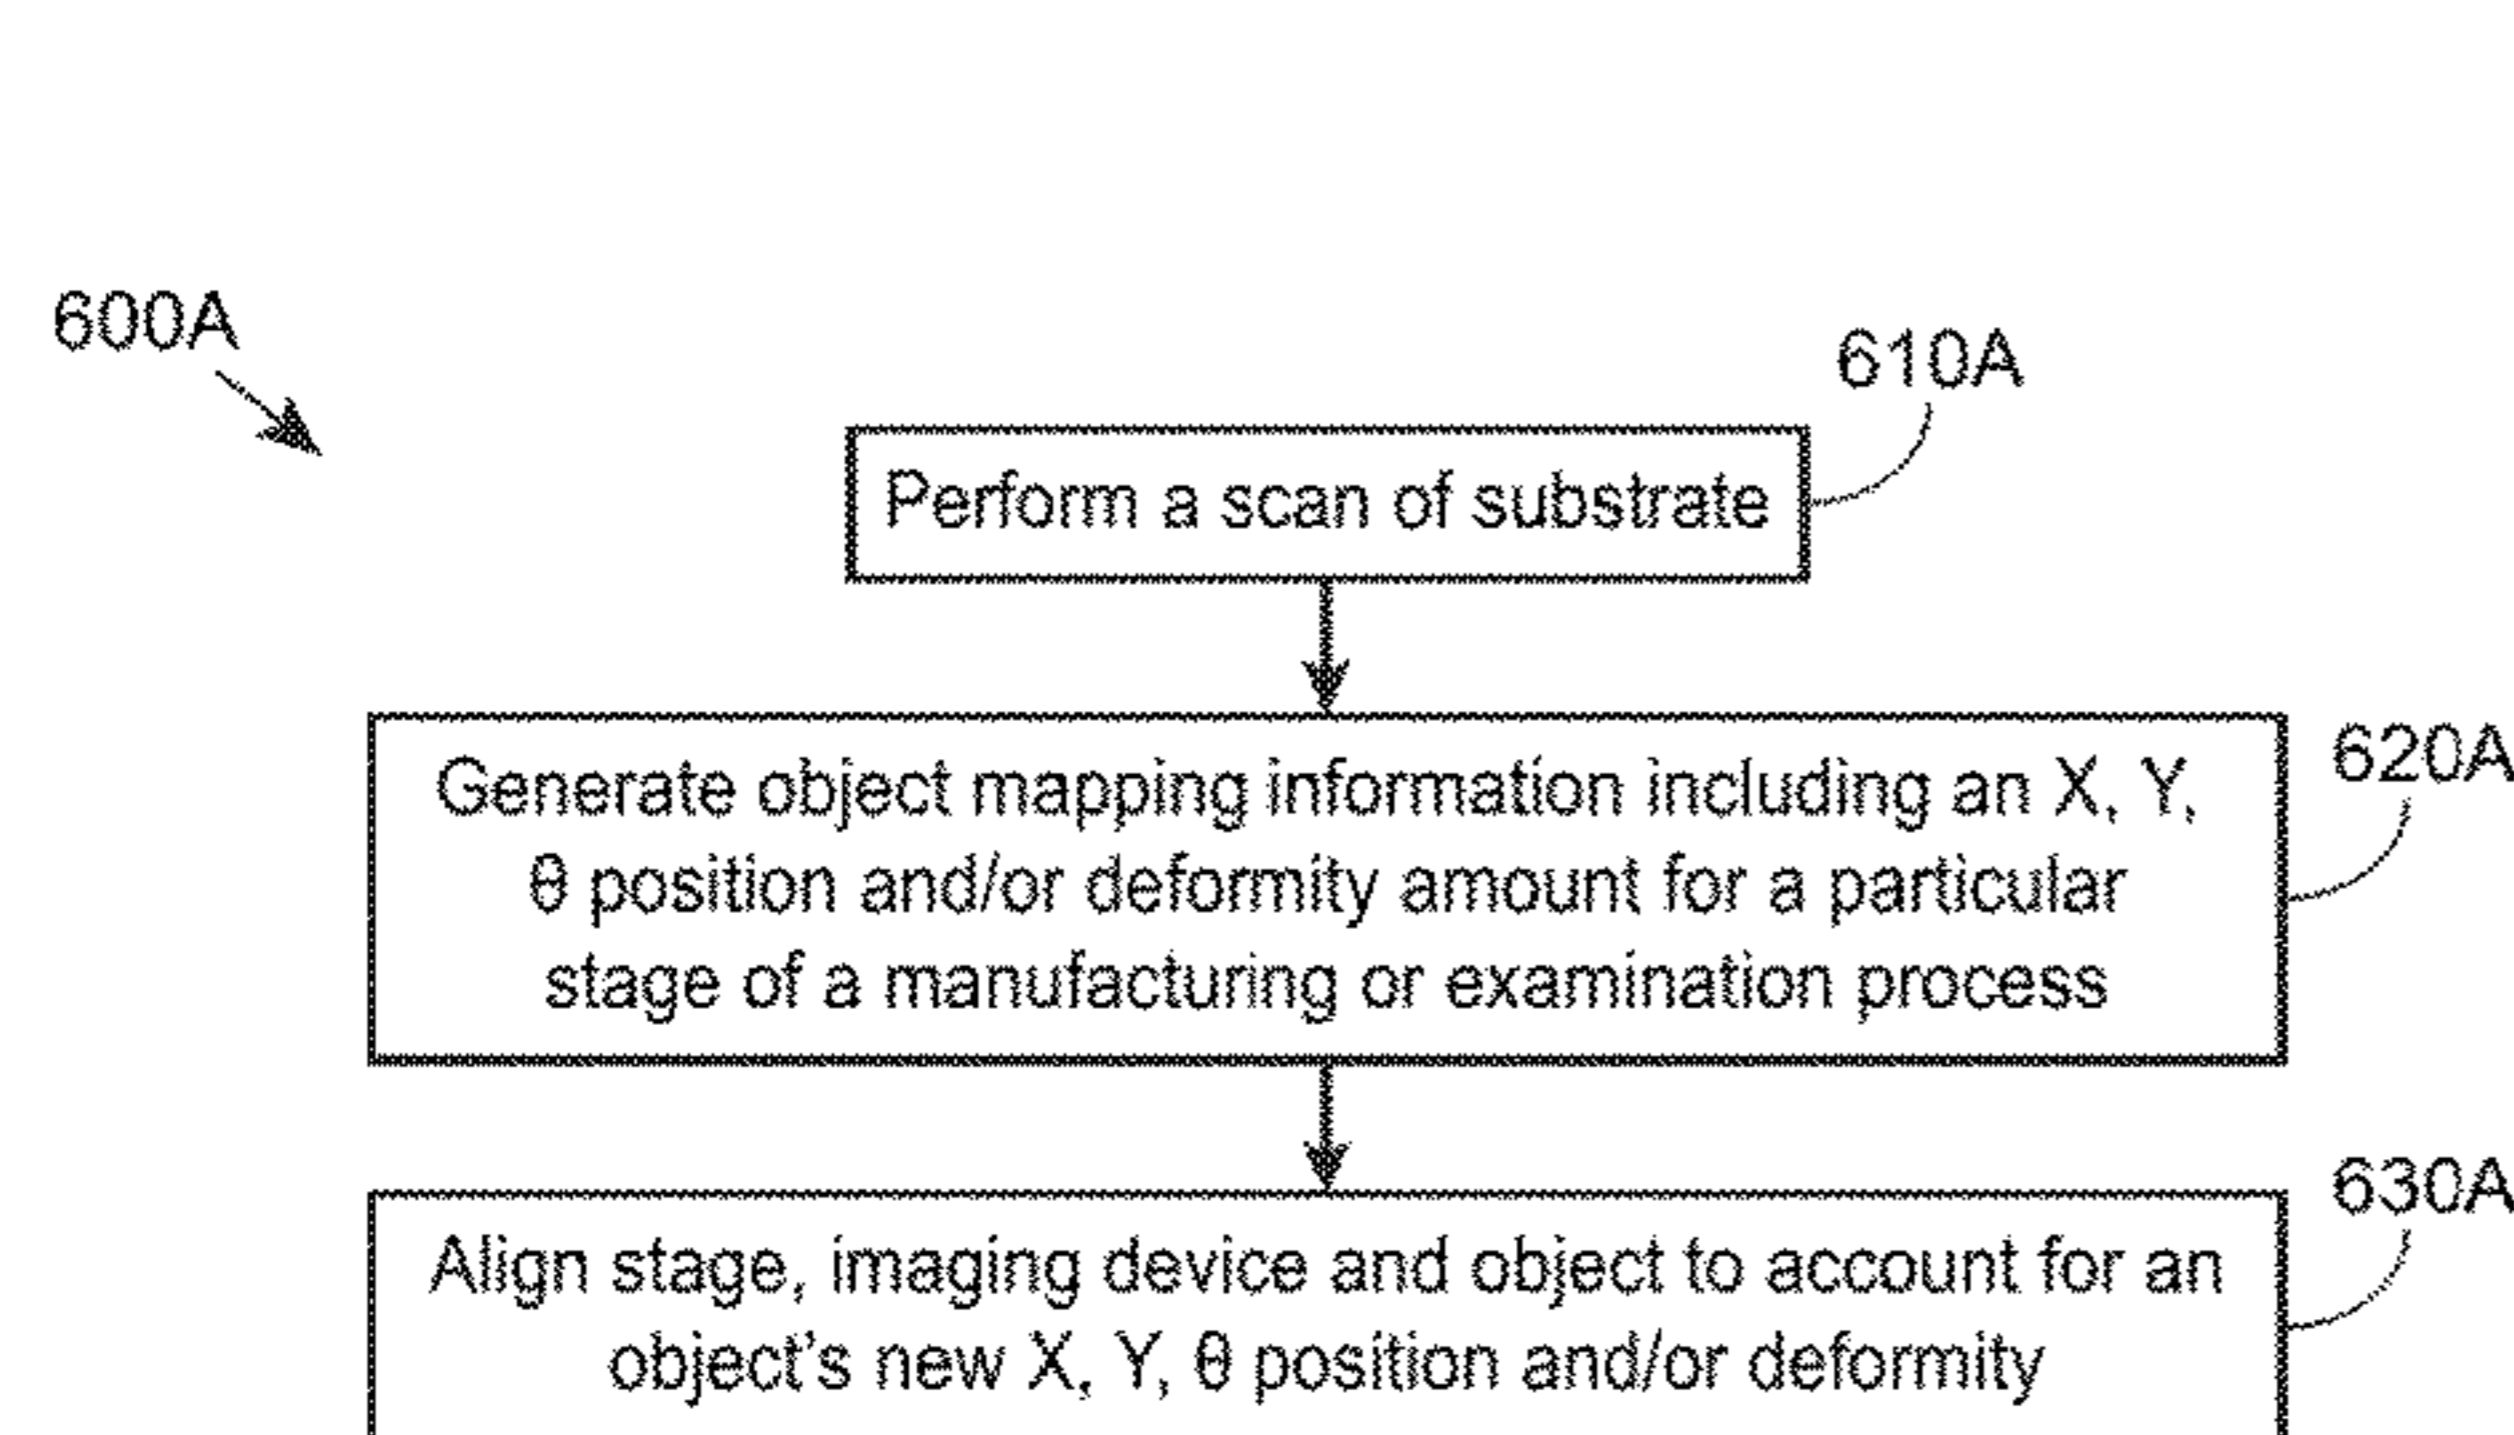 600A
610A
Perform a scan of substrate
620A
Generate object mapping information including an X, Y,
θ position and/or deformity amount for a particular
stage of a manufacturing or examination process
630A
Align stage, imaging device and object to account for an
object's new X, Y, θ position and/or deformity